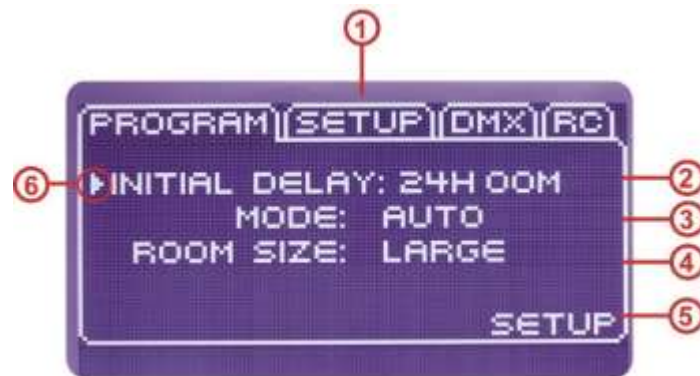 1
PROGRAM SETUP DMX RC
6 INITIAL DELAY: 24H 00M 2
MODE: AUTO 3
ROOM SIZE: LARGE 4
SETUP 5